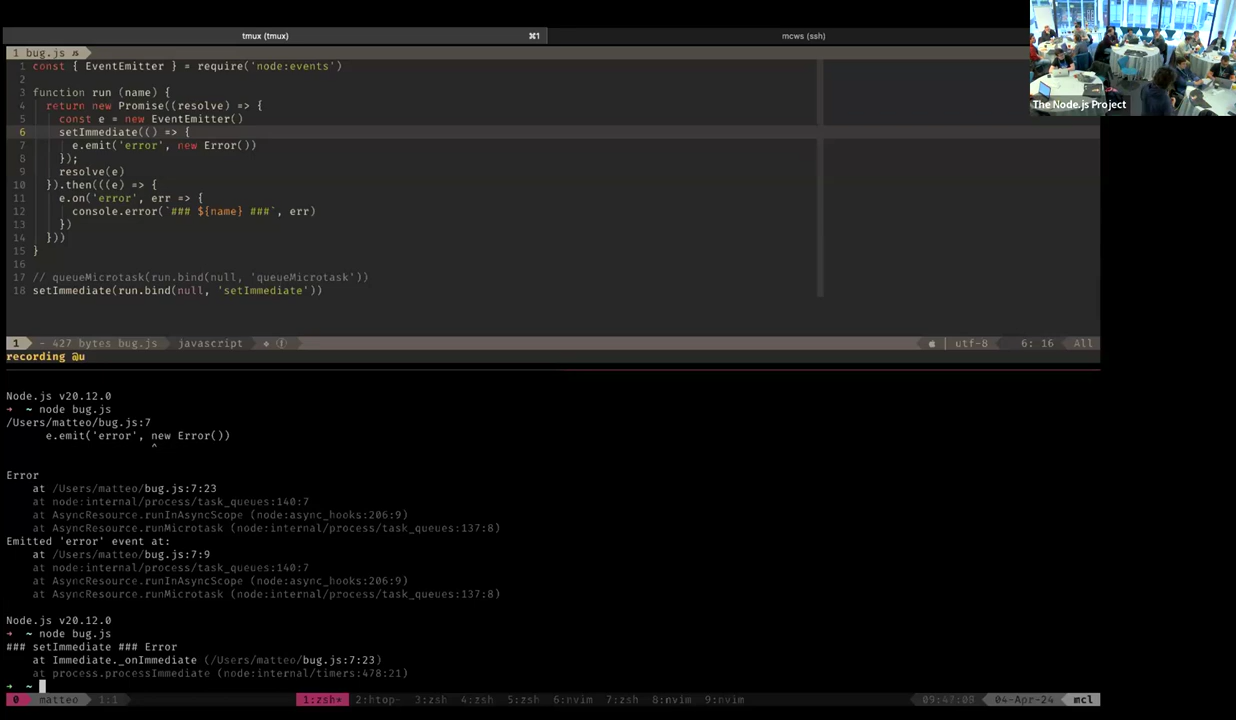 tmux (tmux)
⌘1
mcws (ssh)
The Node.js Project
1 bug.js
1 const { EventEmitter } = require('node:events')
2
3 function run (name) {
4   return new Promise((resolve) => {
5     const e = new EventEmitter()
6     setImmediate(() => {
7       e.emit('error', new Error())
8     });
9     resolve(e)
10   }).then(((e) => {
11     e.on('error', err => {
12       console.error(`### ${name} ###`, err)
13     })
14   }))
15 }
16
17 // queueMicrotask(run.bind(null, 'queueMicrotask'))
18 setImmediate(run.bind(null, 'setImmediate'))
1 - 427 bytes bug.js javascript utf-8 6: 16 All
recording @u
Node.js v20.12.0
➜ ~ node bug.js
/Users/matteo/bug.js:7
      e.emit('error', new Error())
                      ^
Error
    at /Users/matteo/bug.js:7:23
    at node:internal/process/task_queues:140:7
    at AsyncResource.runInAsyncScope (node:async_hooks:206:9)
    at AsyncResource.runMicrotask (node:internal/process/task_queues:137:8)
Emitted 'error' event at:
    at /Users/matteo/bug.js:7:9
    at node:internal/process/task_queues:140:7
    at AsyncResource.runInAsyncScope (node:async_hooks:206:9)
    at AsyncResource.runMicrotask (node:internal/process/task_queues:137:8)
Node.js v20.12.0
➜ ~ node bug.js
### setImmediate ### Error
    at Immediate._onImmediate (/Users/matteo/bug.js:7:23)
    at process.processImmediate (node:internal/timers:478:21)
➜ ~
0 matteo 1:1 1:zsh* 2:htop- 3:zsh 4:zsh 5:zsh 6:nvim 7:zsh 8:nvim 9:nvim 09:47:09 04-Apr-24 mcl